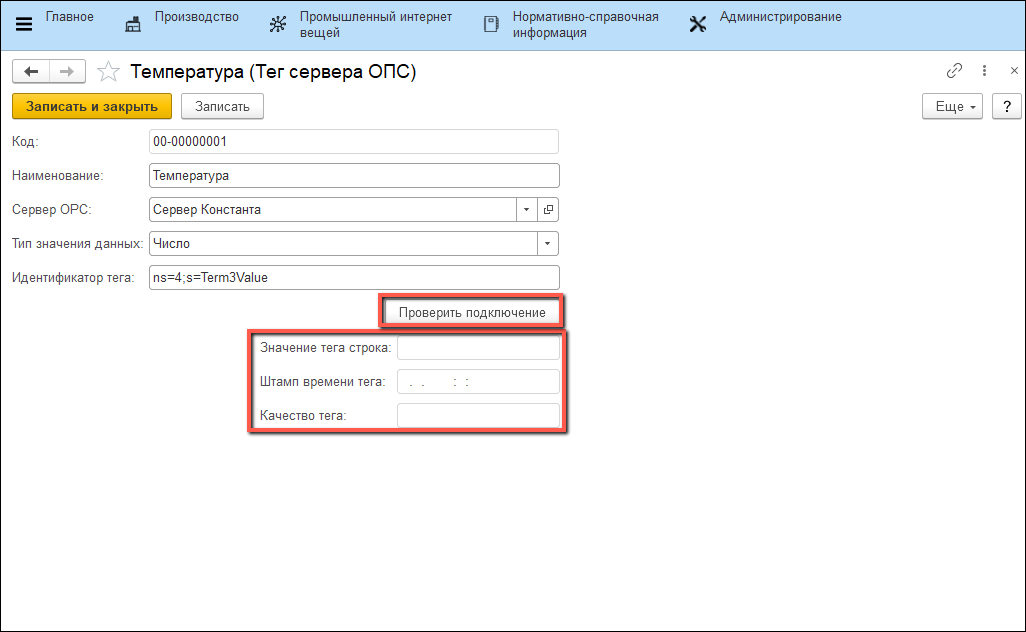 Главное
Производство
Промышленный интернет
вещей
Нормативно-справочная
информация
Администрирование
Температура (Тег сервера ОПС)
Записать и закрыть
Записать
Еще
?
Код:
00-00000001
Наименование:
Температура
Сервер OPC:
Сервер Константа
Тип значения данных:
Число
Идентификатор тега:
ns=4;s=Term3Value
Проверить подключение
Значение тега строка:
Штамп времени тега:
. . : :
Качество тега: